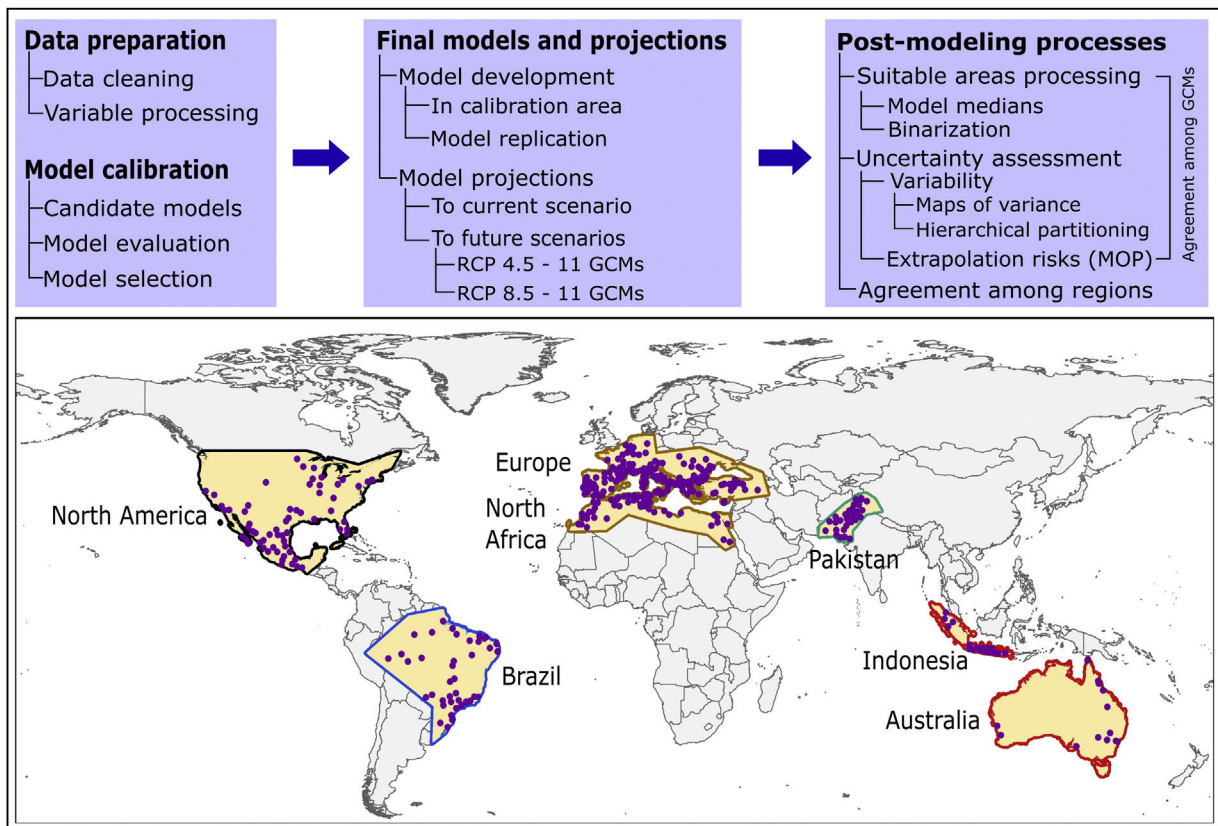 Data preparation
Data cleaning
Variable processing
Model calibration
Candidate models
Model evaluation
Model selection
Final models and projections
Model development
In calibration area
Model replication
Model projections
To current scenario
To future scenarios
RCP 4.5 - 11 GCMs
RCP 8.5 - 11 GCMs
Post-modeling processes
Suitable areas processing
Model medians
Binarization
Uncertainty assessment
Variability
Maps of variance
Hierarchical partitioning
Extrapolation risks (MOP)
Agreement among regions
Agreement among GCMs
North America
Europe
North
Africa
Pakistan
Brazil
Indonesia
Australia